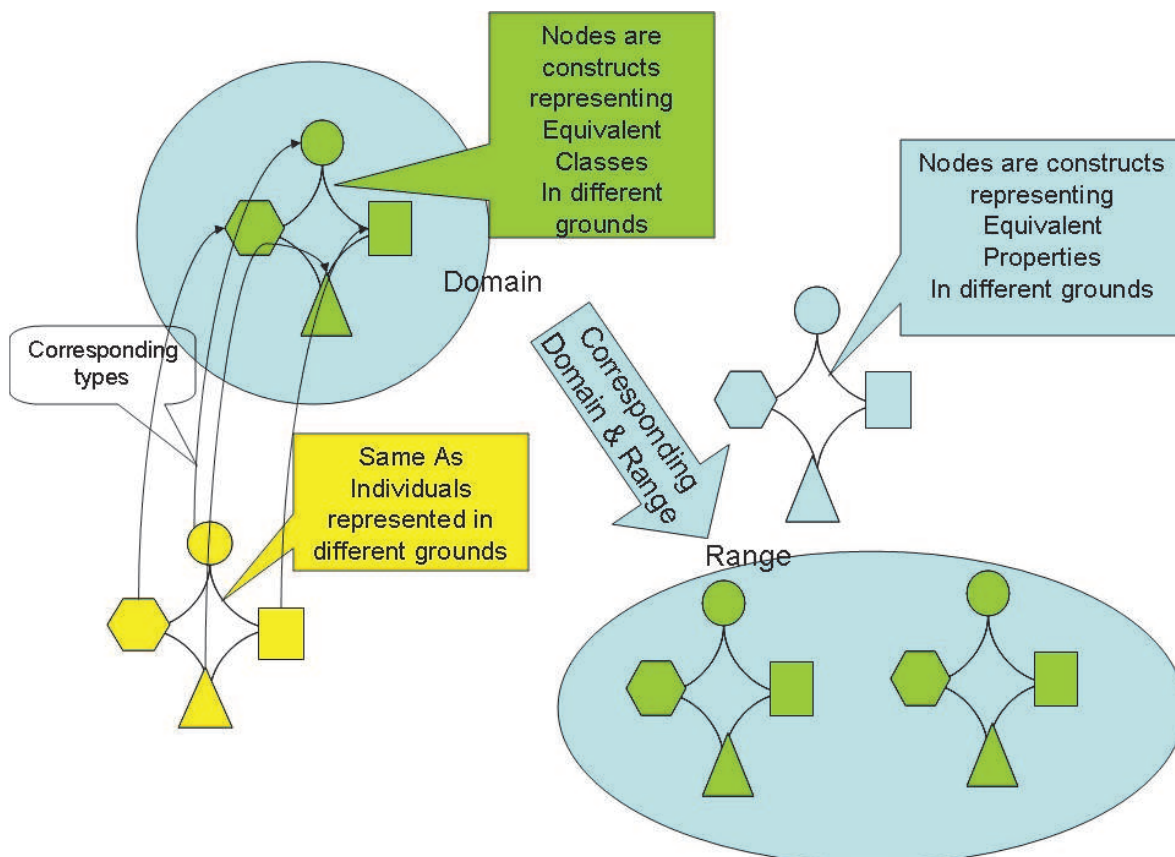 Nodes are
constructs
representing
Equivalent
Classes
In different
grounds
Nodes are constructs
representing
Equivalent
Properties
In different grounds
Domain
Corresponding
types
Corresponding
Domain & Range
Same As
Individuals
represented in
different grounds
Range